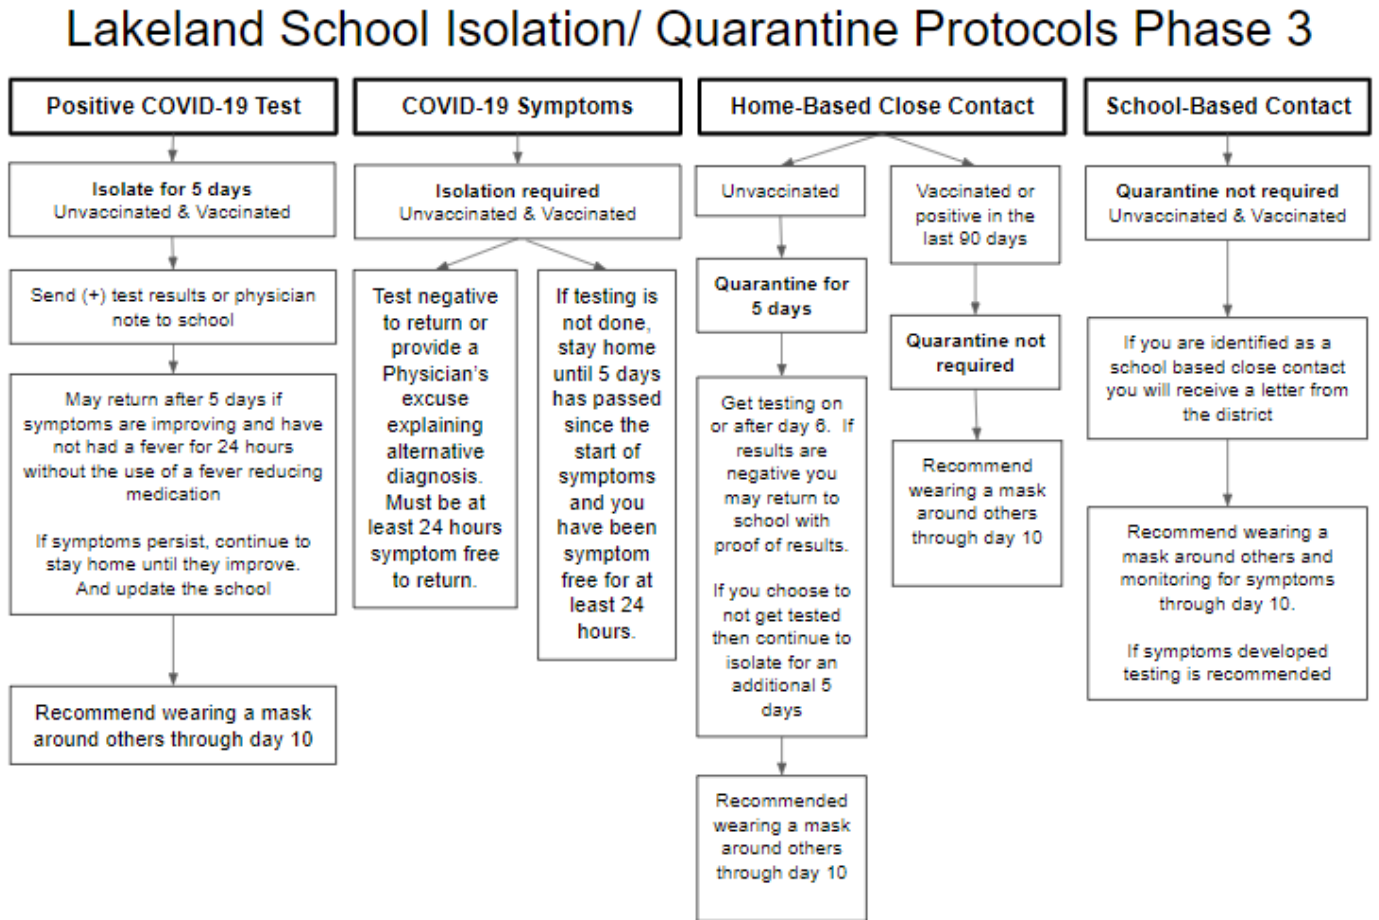 Lakeland School Isolation/ Quarantine Protocols Phase 3
Positive COVID-19 Test
Isolate for 5 days
Unvaccinated & Vaccinated
Send (+) test results or physician
note to school
May return after 5 days if
symptoms are improving and have
not had a fever for 24 hours
without the use of a fever reducing
medication
If symptoms persist, continue to
stay home until they improve.
And update the school
Recommend wearing a mask
around others through day 10
COVID-19 Symptoms
Isolation required
Unvaccinated & Vaccinated
Test negative
to return or
provide a
Physician's
excuse
explaining
alternative
diagnosis.
Must be at
least 24 hours
symptom free
to return.
If testing is
not done,
stay home
until 5 days
has passed
since the
start of
symptoms
and you
have been
symptom
free for at
least 24
hours.
Home-Based Close Contact
Unvaccinated
Quarantine for
5 days
Get testing on
or after day 6. If
results are
negative you
may return to
school with
proof of results.
If you choose to
not get tested
then continue to
isolate for an
additional 5
days
Recommended
wearing a mask
around others
through day 10
Vaccinated or
positive in the
last 90 days
Quarantine not
required
Recommend
wearing a mask
around others
through day 10
School-Based Contact
Quarantine not required
Unvaccinated & Vaccinated
If you are identified as a
school based close contact
you will receive a letter from
the district
Recommend wearing a
mask around others and
monitoring for symptoms
through day 10.
If symptoms developed
testing is recommended